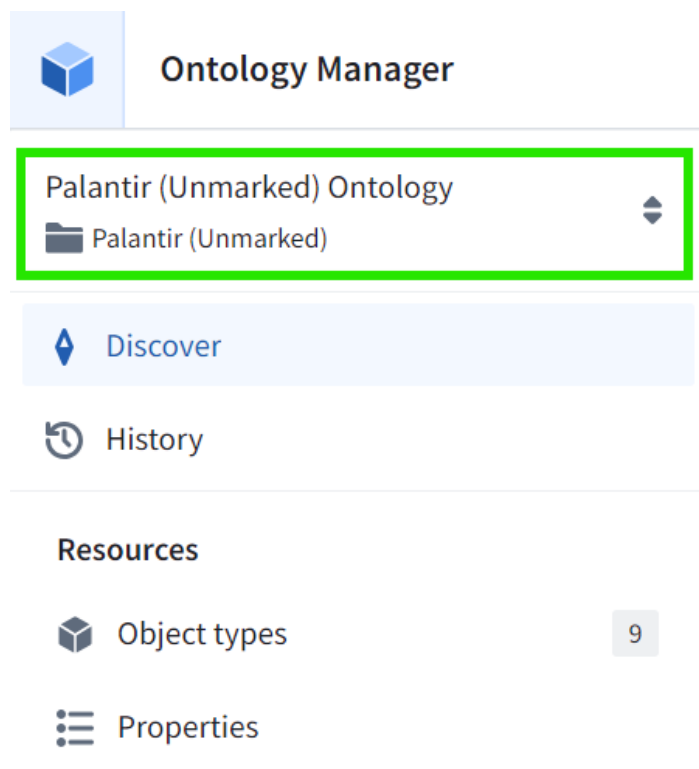 Ontology Manager
Palantir (Unmarked) Ontology
Palantir (Unmarked)
Discover
History
Resources
Object types 9
Properties